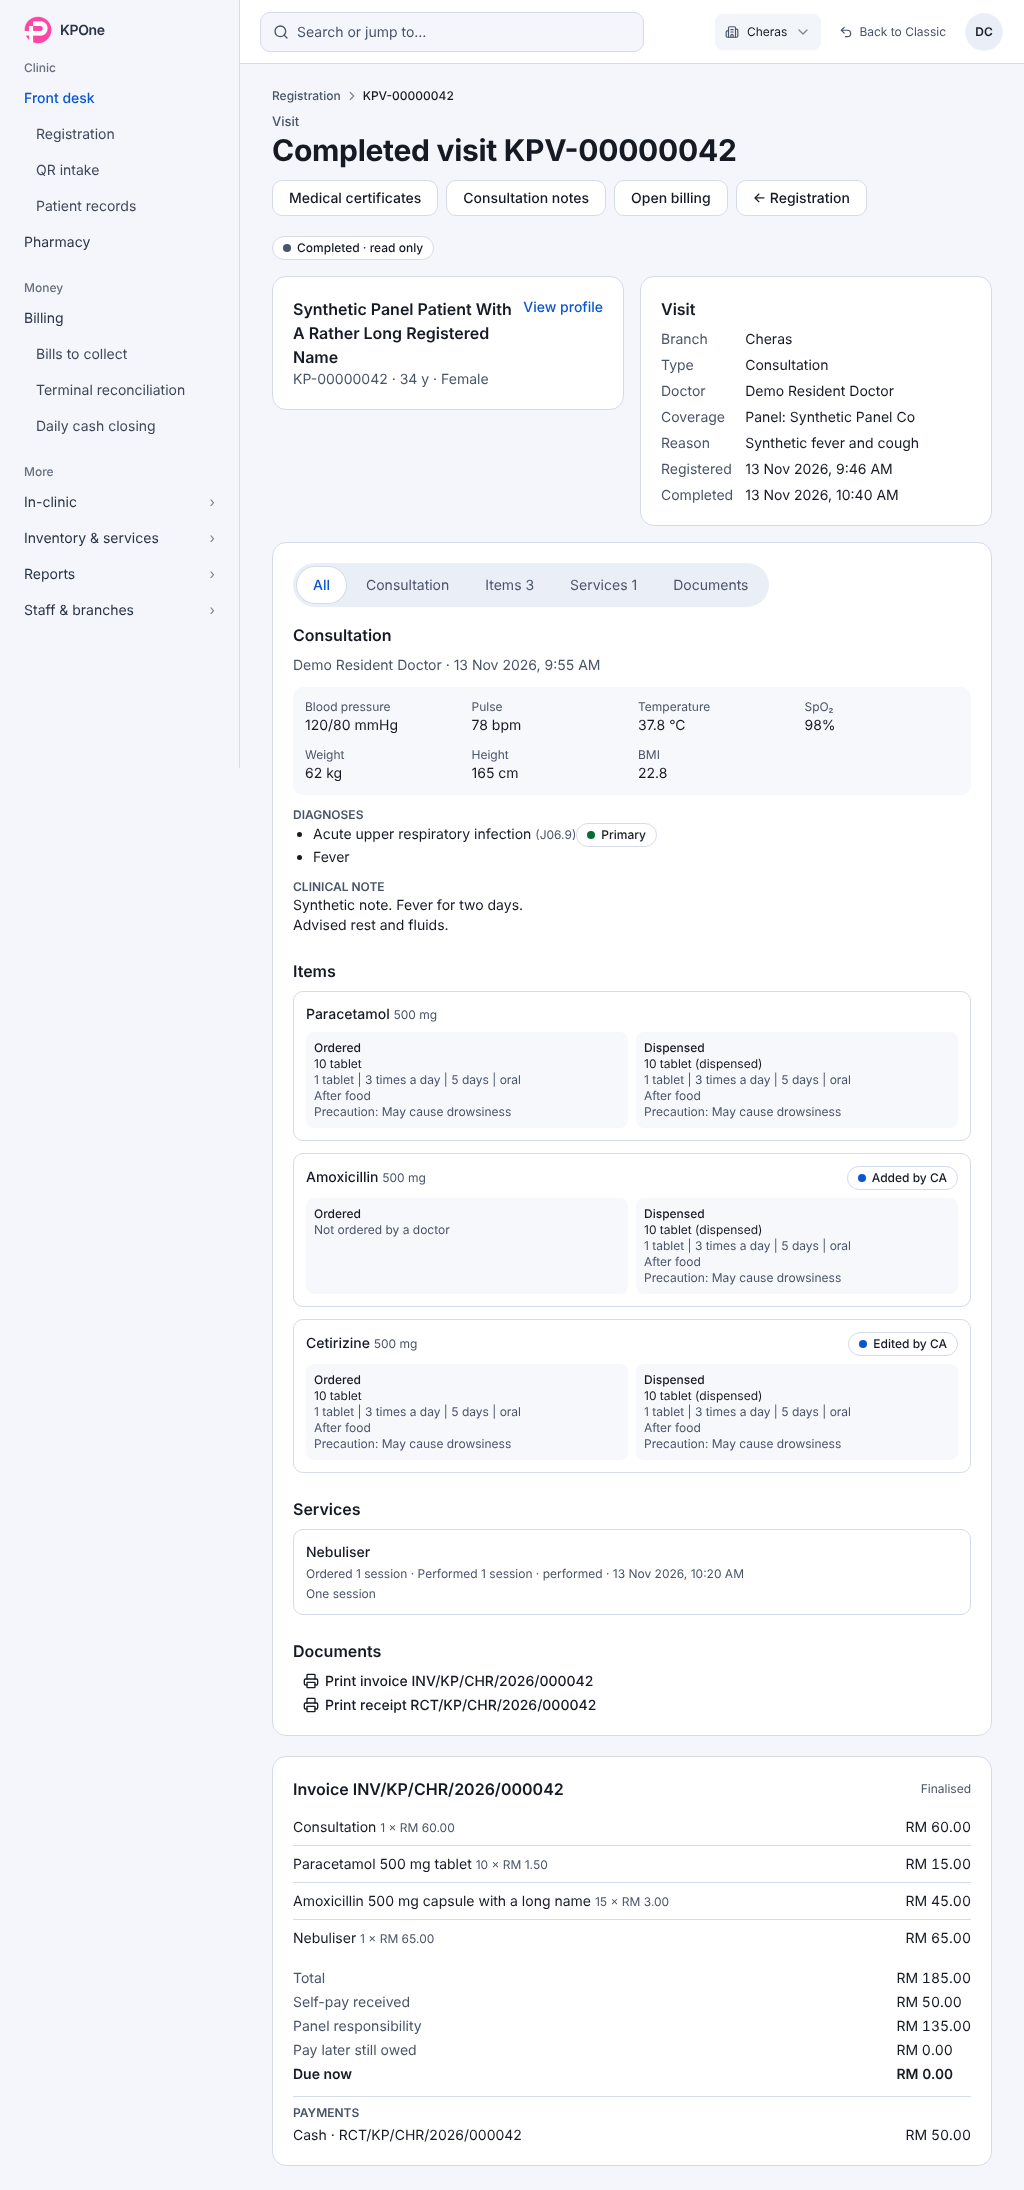 KPOne
Search or jump to...
Cheras
Back to Classic
DC
Clinic
Front desk
Registration
QR intake
Patient records
Pharmacy
Money
Billing
Bills to collect
Terminal reconciliation
Daily cash closing
More
In-clinic
Inventory & services
Reports
Staff & branches
Registration > KPV-00000042
Visit
Completed visit KPV-00000042
Medical certificates
Consultation notes
Open billing
← Registration
Completed · read only
Synthetic Panel Patient With
A Rather Long Registered
Name
View profile
KP-00000042 · 34 y · Female
Visit
Branch Cheras
Type Consultation
Doctor Demo Resident Doctor
Coverage Panel: Synthetic Panel Co
Reason Synthetic fever and cough
Registered 13 Nov 2026, 9:46 AM
Completed 13 Nov 2026, 10:40 AM
All Consultation Items 3 Services 1 Documents
Consultation
Demo Resident Doctor · 13 Nov 2026, 9:55 AM
Blood pressure Pulse Temperature SpO₂
120/80 mmHg 78 bpm 37.8 °C 98%
Weight Height BMI
62 kg 165 cm 22.8
DIAGNOSES
• Acute upper respiratory infection (J06.9) Primary
• Fever
CLINICAL NOTE
Synthetic note. Fever for two days.
Advised rest and fluids.
Items
Paracetamol 500 mg
Ordered
10 tablet
1 tablet | 3 times a day | 5 days | oral
After food
Precaution: May cause drowsiness
Dispensed
10 tablet (dispensed)
1 tablet | 3 times a day | 5 days | oral
After food
Precaution: May cause drowsiness
Amoxicillin 500 mg
Added by CA
Ordered
Not ordered by a doctor
Dispensed
10 tablet (dispensed)
1 tablet | 3 times a day | 5 days | oral
After food
Precaution: May cause drowsiness
Cetirizine 500 mg
Edited by CA
Ordered
10 tablet
1 tablet | 3 times a day | 5 days | oral
After food
Precaution: May cause drowsiness
Dispensed
10 tablet (dispensed)
1 tablet | 3 times a day | 5 days | oral
After food
Precaution: May cause drowsiness
Services
Nebuliser
Ordered 1 session · Performed 1 session · performed · 13 Nov 2026, 10:20 AM
One session
Documents
Print invoice INV/KP/CHR/2026/000042
Print receipt RCT/KP/CHR/2026/000042
Invoice INV/KP/CHR/2026/000042 Finalised
Consultation 1 × RM 60.00 RM 60.00
Paracetamol 500 mg tablet 10 × RM 1.50 RM 15.00
Amoxicillin 500 mg capsule with a long name 15 × RM 3.00 RM 45.00
Nebuliser 1 × RM 65.00 RM 65.00
Total RM 185.00
Self-pay received RM 50.00
Panel responsibility RM 135.00
Pay later still owed RM 0.00
Due now RM 0.00
PAYMENTS
Cash · RCT/KP/CHR/2026/000042 RM 50.00